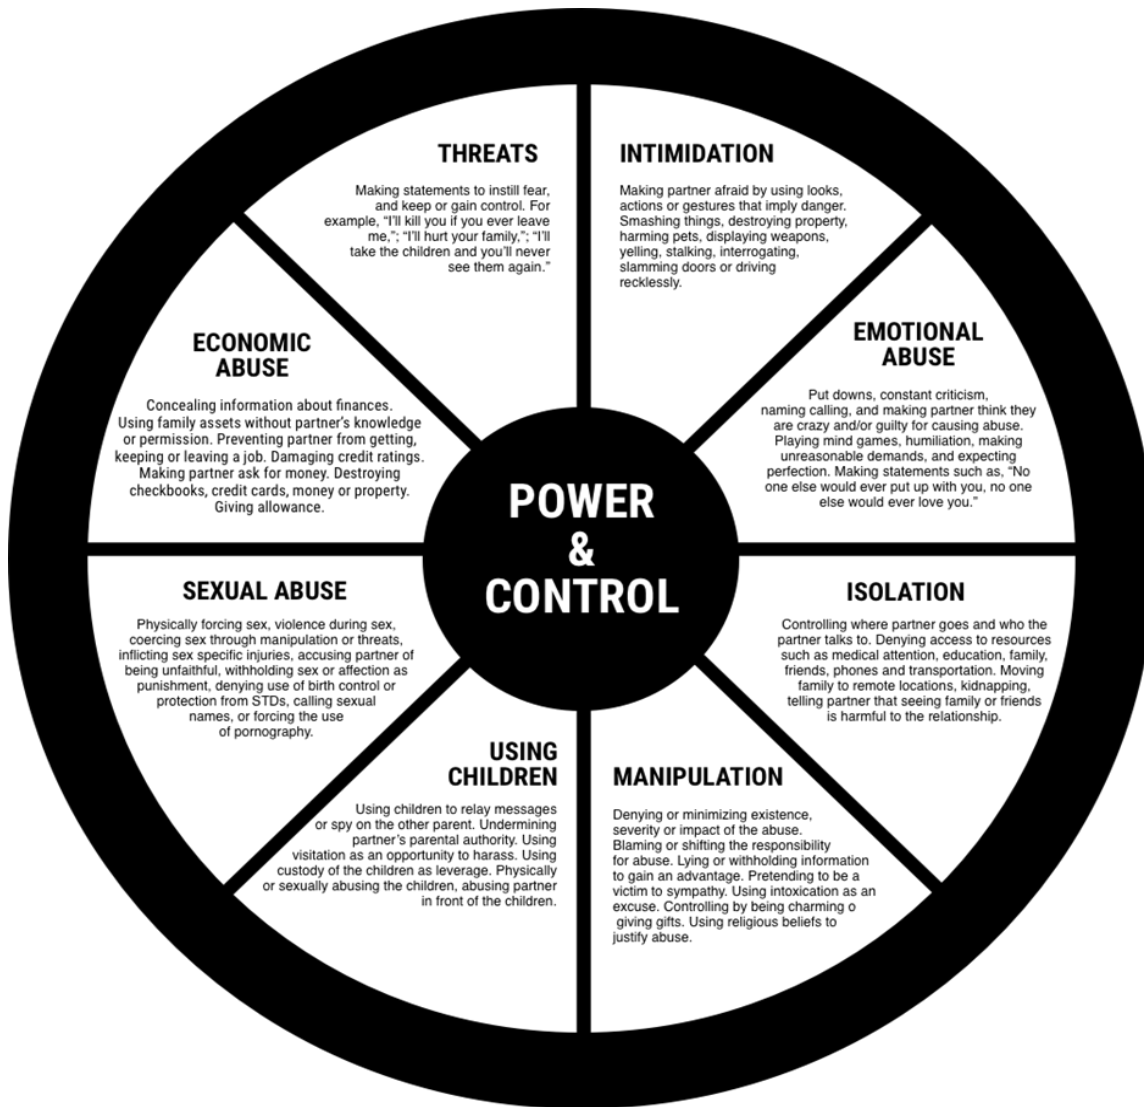 THREATS
Making statements to instill fear,
and keep or gain control. For
example, “I’ll kill you if you ever leave
me,”; “I’ll hurt your family,”; “I’ll
take the children and you’ll never
see them again.”
INTIMIDATION
Making partner afraid by using looks,
actions or gestures that imply danger.
Smashing things, destroying property,
harming pets, displaying weapons,
yelling, stalking, interrogating,
slamming doors or driving
recklessly.
ECONOMIC
ABUSE
Concealing information about finances.
Using family assets without partner’s knowledge
or permission. Preventing partner from getting,
keeping or leaving a job. Damaging credit ratings.
Making partner ask for money. Destroying
checkbooks, credit cards, money or property.
Giving allowance.
EMOTIONAL
ABUSE
Put downs, constant criticism,
naming calling, and making partner think they
are crazy and/or guilty for causing abuse.
Playing mind games, humiliation, making
unreasonable demands, and expecting
perfection. Making statements such as, “No
one else would ever put up with you, no one
else would ever love you.”
POWER
&
CONTROL
SEXUAL ABUSE
Physically forcing sex, violence during sex,
coercing sex through manipulation or threats,
inflicting sex specific injuries, accusing partner of
being unfaithful, withholding sex or affection as
punishment, denying use of birth control or
protection from STDs, calling sexual
names, or forcing the use
of pornography.
ISOLATION
Controlling where partner goes and who the
partner talks to. Denying access to resources
such as medical attention, education, family,
friends, phones and transportation. Moving
family to remote locations, kidnapping,
telling partner that seeing family or friends
is harmful to the relationship.
USING
CHILDREN
Using children to relay messages
or spy on the other parent. Undermining
partner’s parental authority. Using
visitation as an opportunity to harass. Using
custody of the children as leverage. Physically
or sexually abusing the children, abusing partner
in front of the children.
MANIPULATION
Denying or minimizing existence,
severity or impact of the abuse.
Blaming or shifting the responsibility
for abuse. Lying or withholding information
to gain an advantage. Pretending to be a
victim to sympathy. Using intoxication as an
excuse. Controlling by being charming o
giving gifts. Using religious beliefs to
justify abuse.